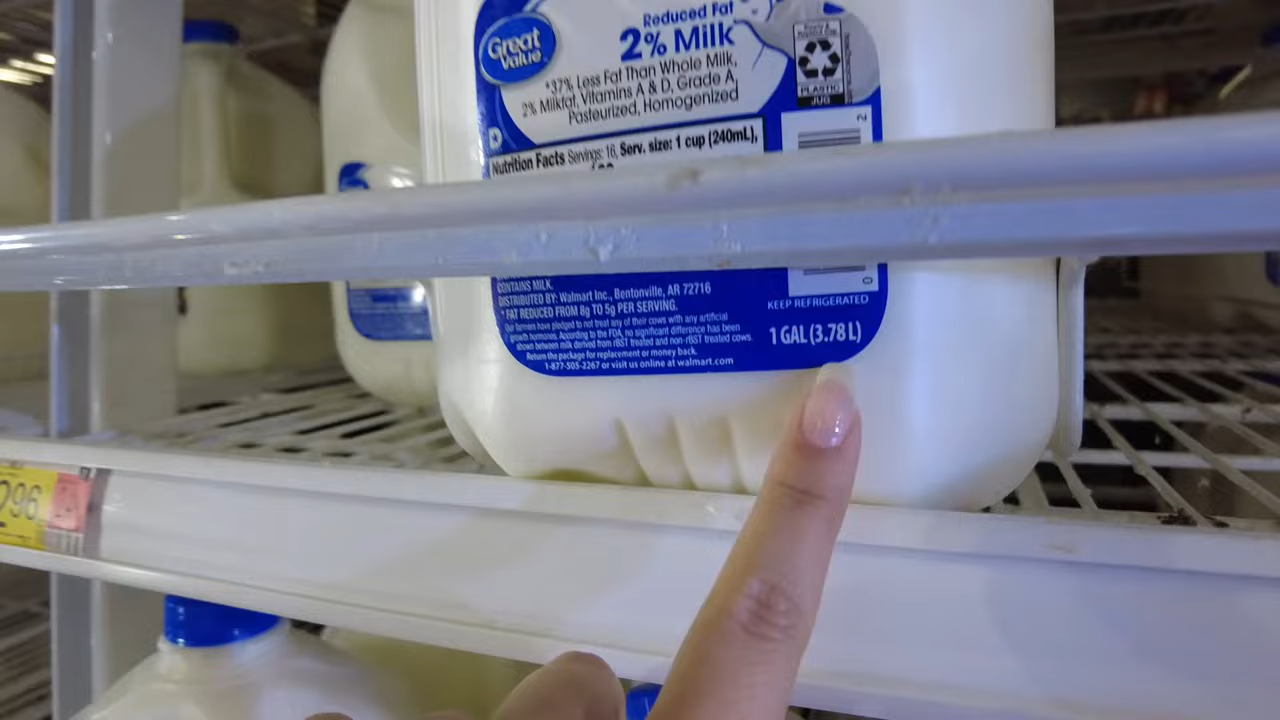 Great
Value
Reduced Fat
2% Milk
*37% Less Fat Than Whole Milk,
2% Milkfat, Vitamins A & D, Grade A,
Pasteurized, Homogenized
PLASTIC
JUG
2
Nutrition Facts Servings: 16, Serv. size: 1 cup (240mL),
CONTAINS MILK.
DISTRIBUTED BY: Walmart Inc., Bentonville, AR 72716
* FAT REDUCED FROM 8g TO 5g PER SERVING.
Our farmers have pledged to not treat any of their cows with any artificial
growth hormones. According to the FDA, no significant difference has been
shown between milk derived from rBST treated and non-rBST treated cows.
Return the package for replacement or money back.
1-877-505-2267 or visit us online at walmart.com
0
KEEP REFRIGERATED
1 GAL (3.78 L)
2.96